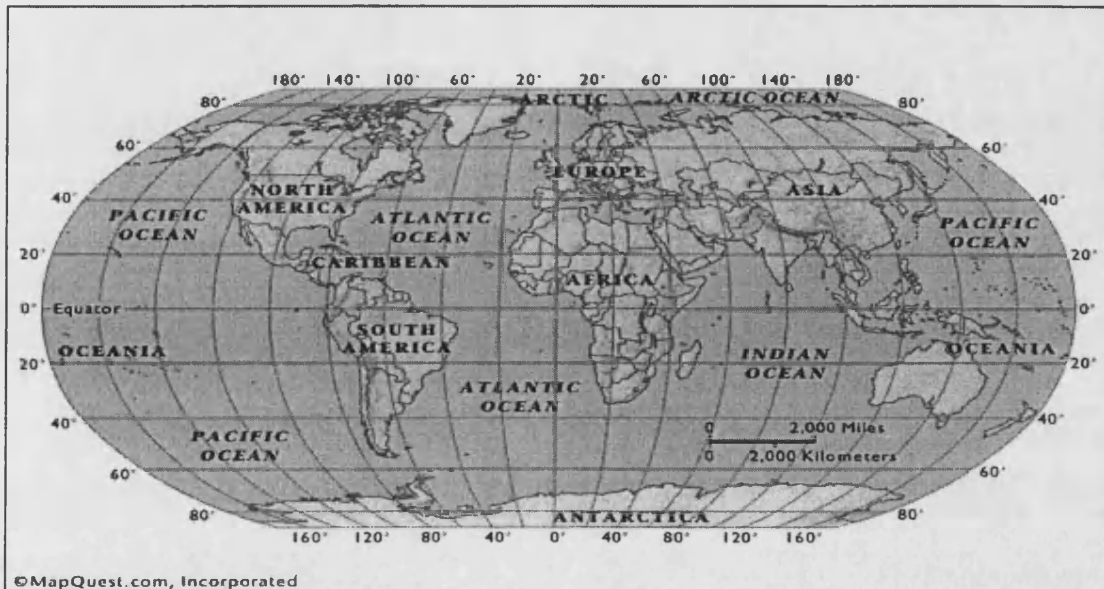 180° 140° 100° 60° 20° 20° 60° 100° 140° 180°
80° ARCTIC ARCTIC OCEAN 80°
60° 60°
EUROPE
NORTH ASIA
40° AMERICA 40°
PACIFIC ATLANTIC PACIFIC
OCEAN OCEAN OCEAN
20° CARIBBEAN 20°
AFRICA
0° Equator 0°
SOUTH
OCEANIA AMERICA INDIAN OCEANIA
20° OCEAN 20°
ATLANTIC
OCEAN
40° 0 2,000 Miles 40°
PACIFIC
OCEAN 0 2,000 Kilometers
60° 60°
80° ANTARCTICA 80°
160° 120° 80° 40° 0° 40° 80° 120° 160°
©MapQuest.com, Incorporated